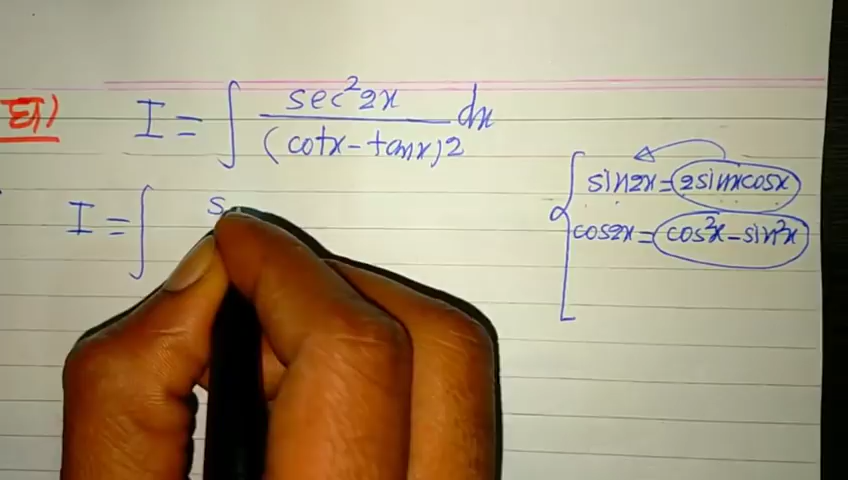 घ) I = ∫ sec²2x / (cotx - tanx)2 dx
sin2x = 2sinxcosx
cos2x = cos²x - sin²x
I = ∫ s